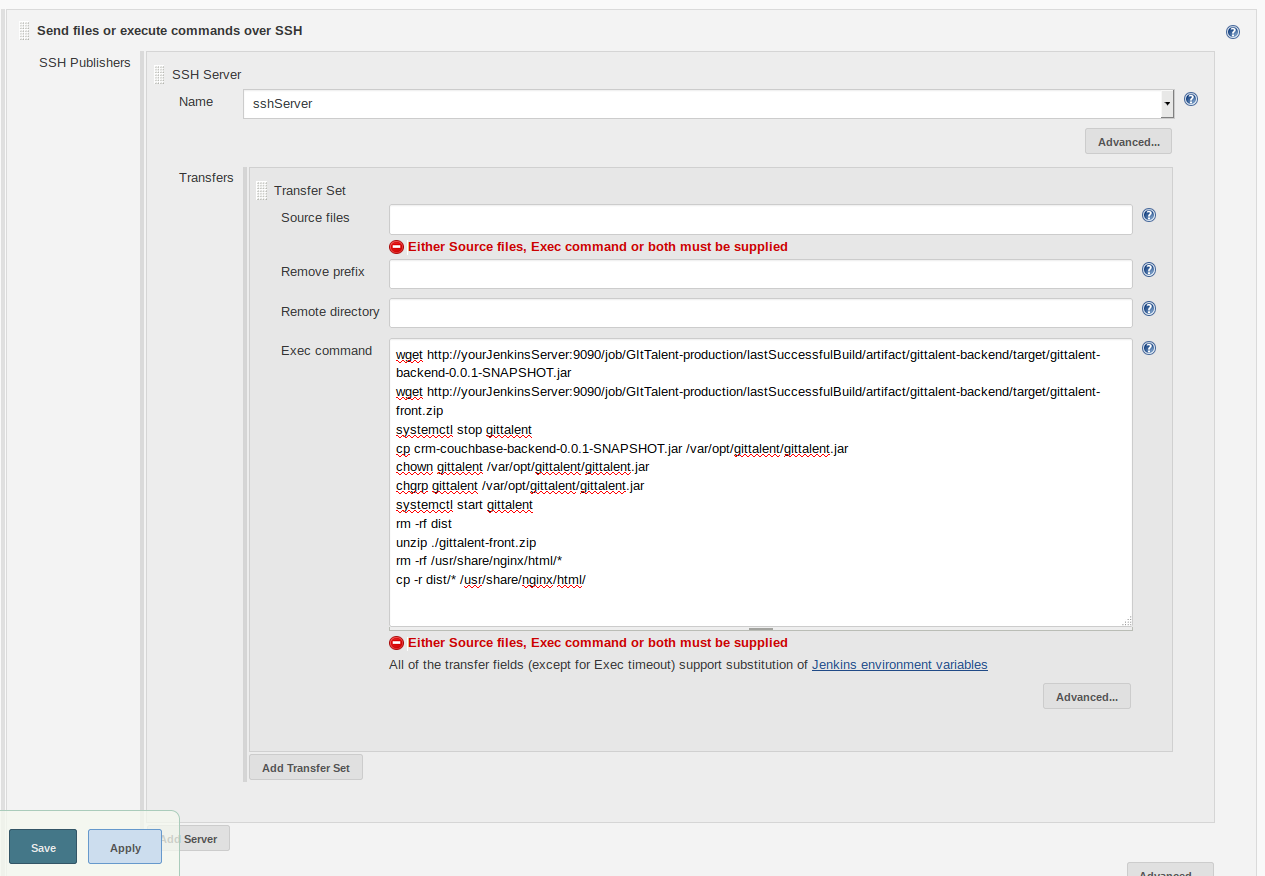 Send files or execute commands over SSH
SSH Publishers
SSH Server
Name
sshServer
Advanced...
Transfers
Transfer Set
Source files
Either Source files, Exec command or both must be supplied
Remove prefix
Remote directory
Exec command
wget http://yourJenkinsServer:9090/job/GItTalent-production/lastSuccessfulBuild/artifact/gittalent-backend/target/gittalent-
backend-0.0.1-SNAPSHOT.jar
wget http://yourJenkinsServer:9090/job/GItTalent-production/lastSuccessfulBuild/artifact/gittalent-backend/target/gittalent-
front.zip
systemctl stop gittalent
cp crm-couchbase-backend-0.0.1-SNAPSHOT.jar /var/opt/gittalent/gittalent.jar
chown gittalent /var/opt/gittalent/gittalent.jar
chgrp gittalent /var/opt/gittalent/gittalent.jar
systemctl start gittalent
rm -rf dist
unzip ./gittalent-front.zip
rm -rf /usr/share/nginx/html/*
cp -r dist/* /usr/share/nginx/html/
Either Source files, Exec command or both must be supplied
All of the transfer fields (except for Exec timeout) support substitution of Jenkins environment variables
Advanced...
Add Transfer Set
Add Server
Save
Apply
Advanced...